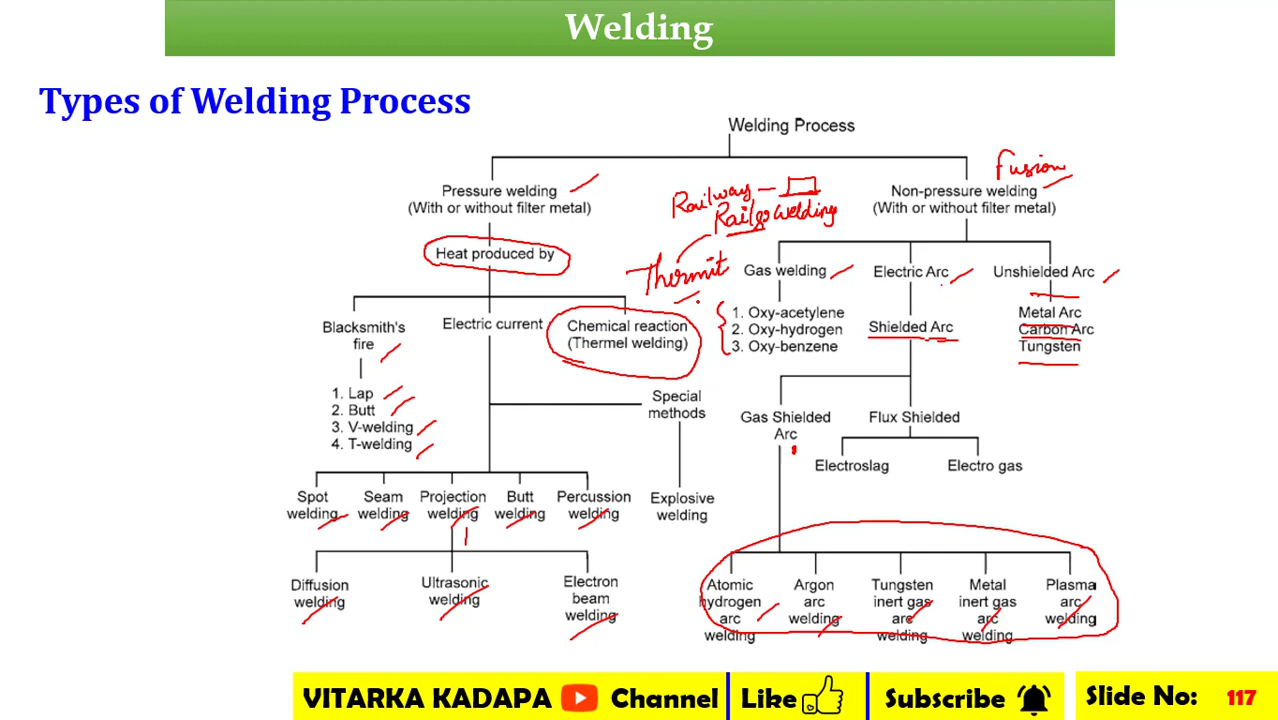 Welding
Types of Welding Process
Welding Process
Pressure welding
(With or without filter metal)
Fusion
Non-pressure welding
(With or without filter metal)
Railway –
Rails welding
Thermit
Heat produced by
Blacksmith's
fire
1. Lap
2. Butt
3. V-welding
4. T-welding
Electric current
Chemical reaction
(Thermel welding)
Special
methods
Explosive
welding
Spot
welding
Seam
welding
Projection
welding
Butt
welding
Percussion
welding
Diffusion
welding
Ultrasonic
welding
Electron
beam
welding
Gas welding
1. Oxy-acetylene
2. Oxy-hydrogen
3. Oxy-benzene
Electric Arc
Shielded Arc
Unshielded Arc
Metal Arc
Carbon Arc
Tungsten
Gas Shielded
Arc
Flux Shielded
Electroslag
Electro gas
Atomic
hydrogen
arc
welding
Argon
arc
welding
Tungsten
inert gas
arc
welding
Metal
inert gas
arc
welding
Plasma
arc
welding
VITARKA KADAPA Channel
Like
Subscribe
Slide No: 117